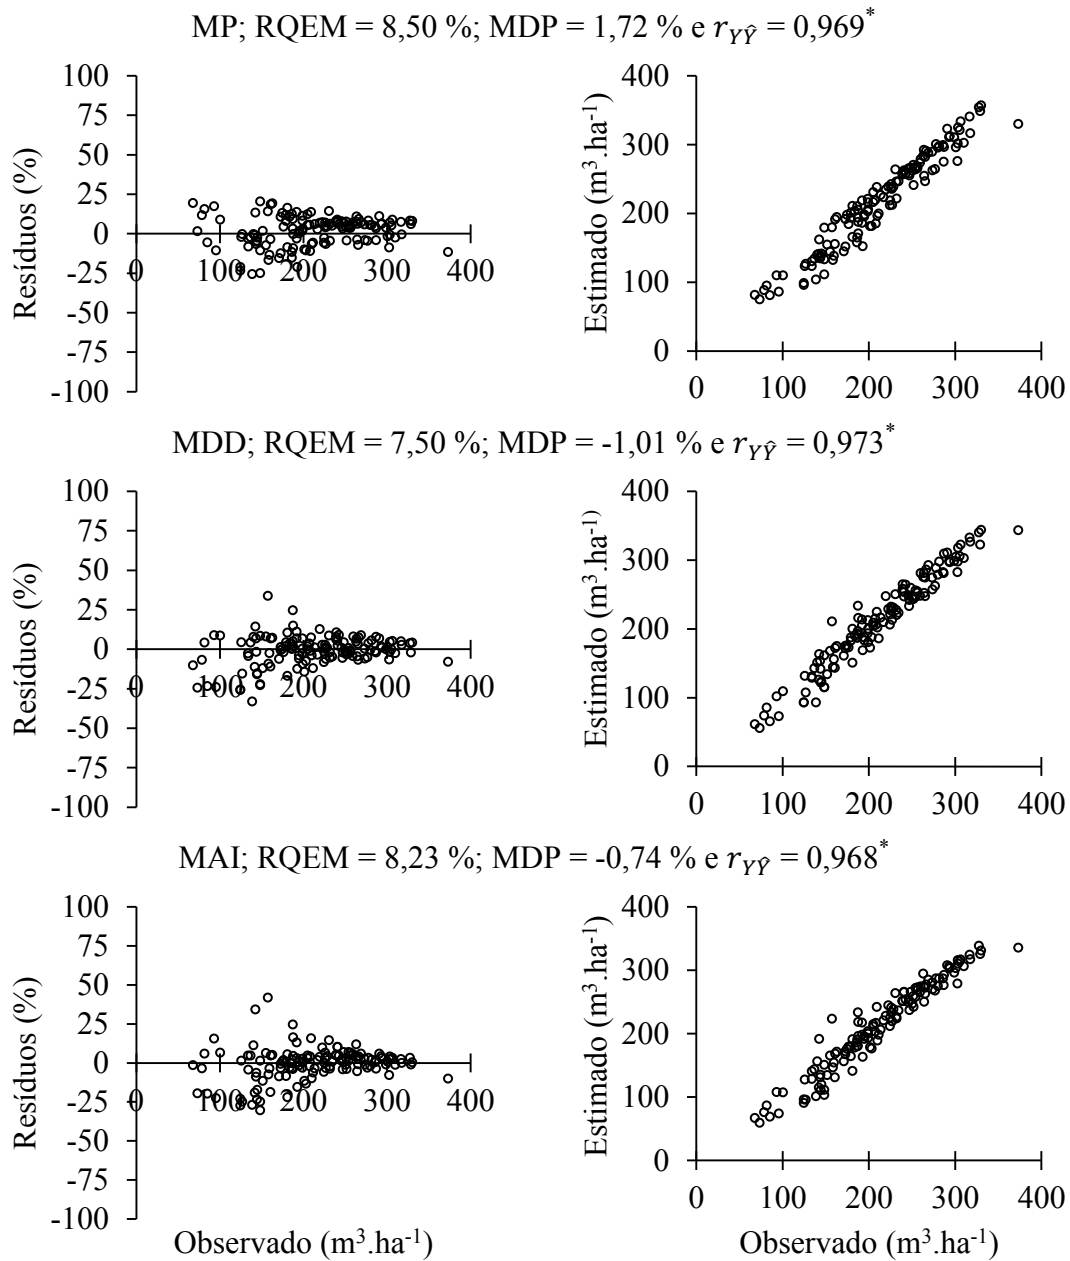 MP; RQEM = 8,50 %; MDP = 1,72 % e rYŶ = 0,969*
100
75
50
25
0
-25
-50
-75
-100
0 100 200 300 400
Resíduos (%)
400
300
200
100
0
0 100 200 300 400
Estimado (m³.ha⁻¹)
MDD; RQEM = 7,50 %; MDP = -1,01 % e rYŶ = 0,973*
100
75
50
25
0
-25
-50
-75
-100
0 100 200 300 400
Resíduos (%)
400
300
200
100
0
0 100 200 300 400
Estimado (m³.ha⁻¹⁾
MAI; RQEM = 8,23 %; MDP = -0,74 % e rYŶ = 0,968*
100
75
50
25
0
-25
-50
-75
-100
0 100 200 300 400
Resíduos (%)
Observado (m³.ha⁻¹)
400
300
200
100
0
0 100 200 300 400
Estimado (m³.ha⁻¹)
Observado (m³.ha⁻¹)